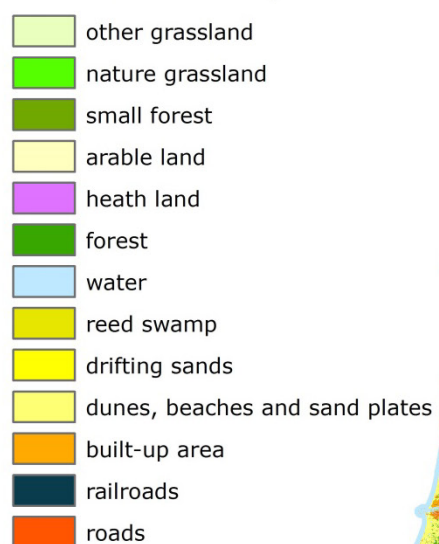 other grassland
nature grassland
small forest
arable land
heath land
forest
water
reed swamp
drifting sands
dunes, beaches and sand plates
built-up area
railroads
roads